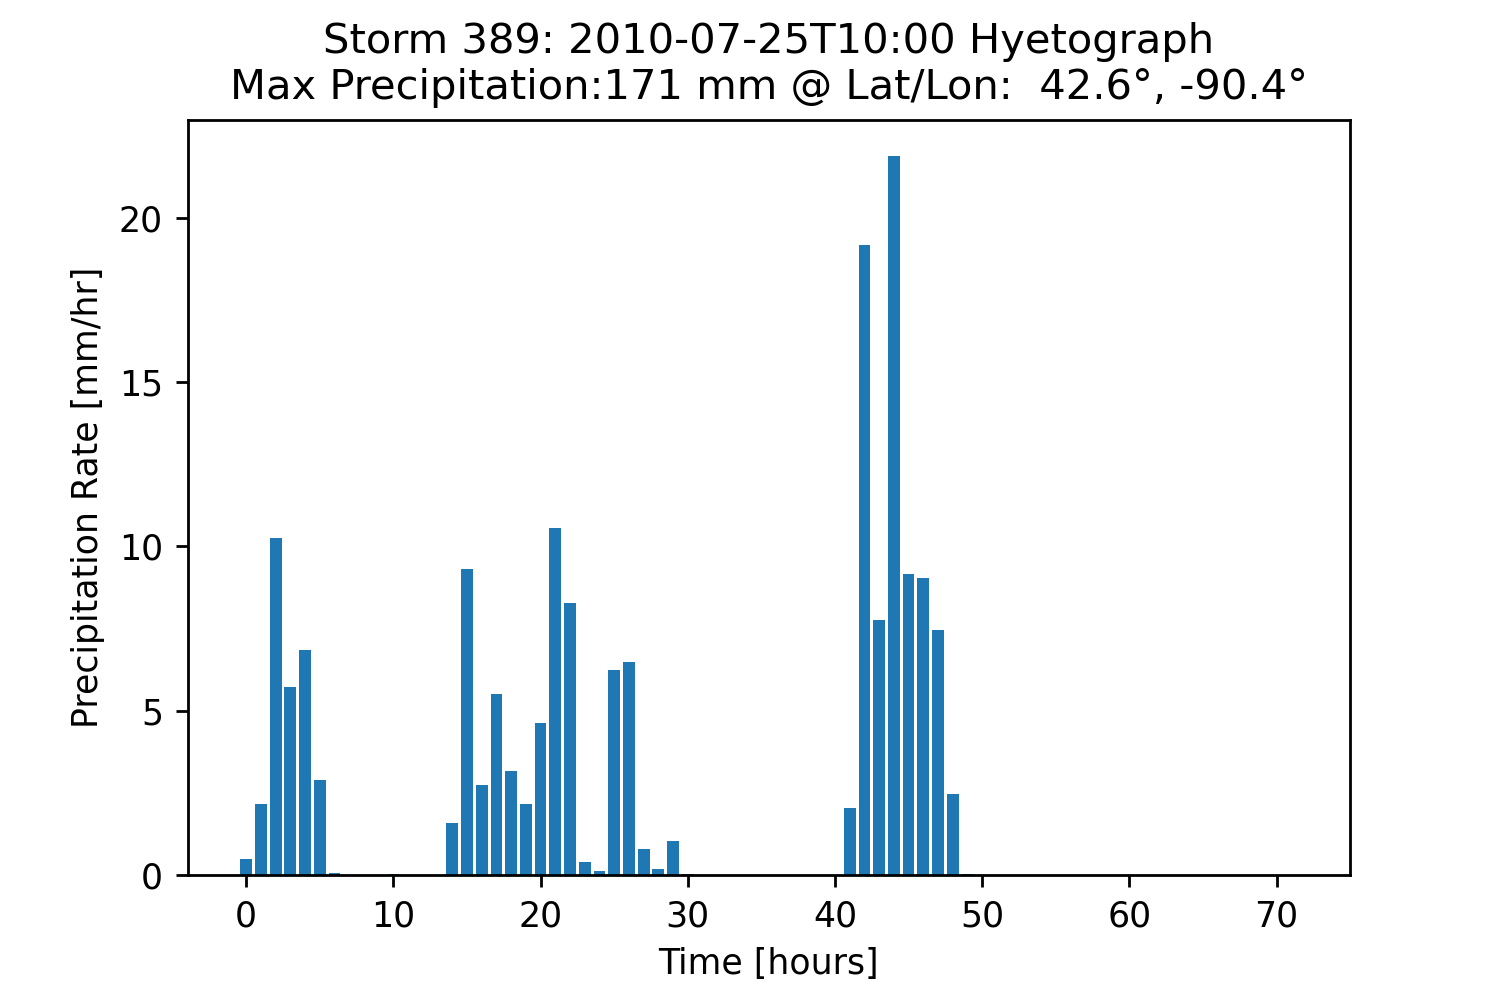 Storm 389: 2010-07-25T10:00 Hyetograph
Max Precipitation:171 mm @ Lat/Lon:  42.6°, -90.4°
Precipitation Rate [mm/hr]
20
15
10
5
0
0 10 20 30 40 50 60 70
Time [hours]